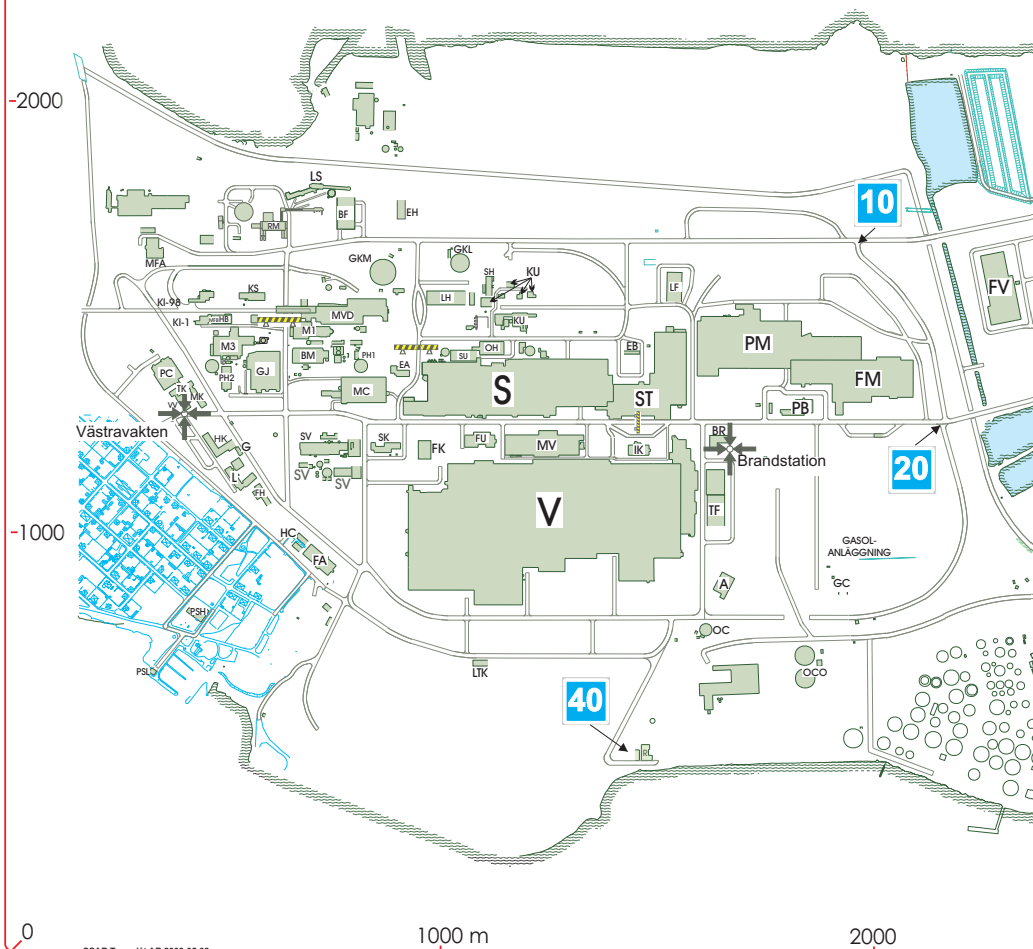 2000
LS
BF
EH
RM
10
MFA
GKM
GKL
SH
KU
FV
LF
KS
KI-98
LH
MVD
KI-1
HB
M1
KU
PM
M3
BM
PH1
OH
SU
EB
EA
PC
GJ
PH2
S
FM
TK
MK
MC
ST
VV
PB
Västravakten
HK
G
SV
SK
FK
FU
MV
IK
BR
Brandstation
20
L
SV
SV
FH
V
TF
1000
HC
FA
GASOL-
ANLÄGGNING
A
GC
PSH
OC
PSL
LTK
OCO
40
0
1000 m
2000